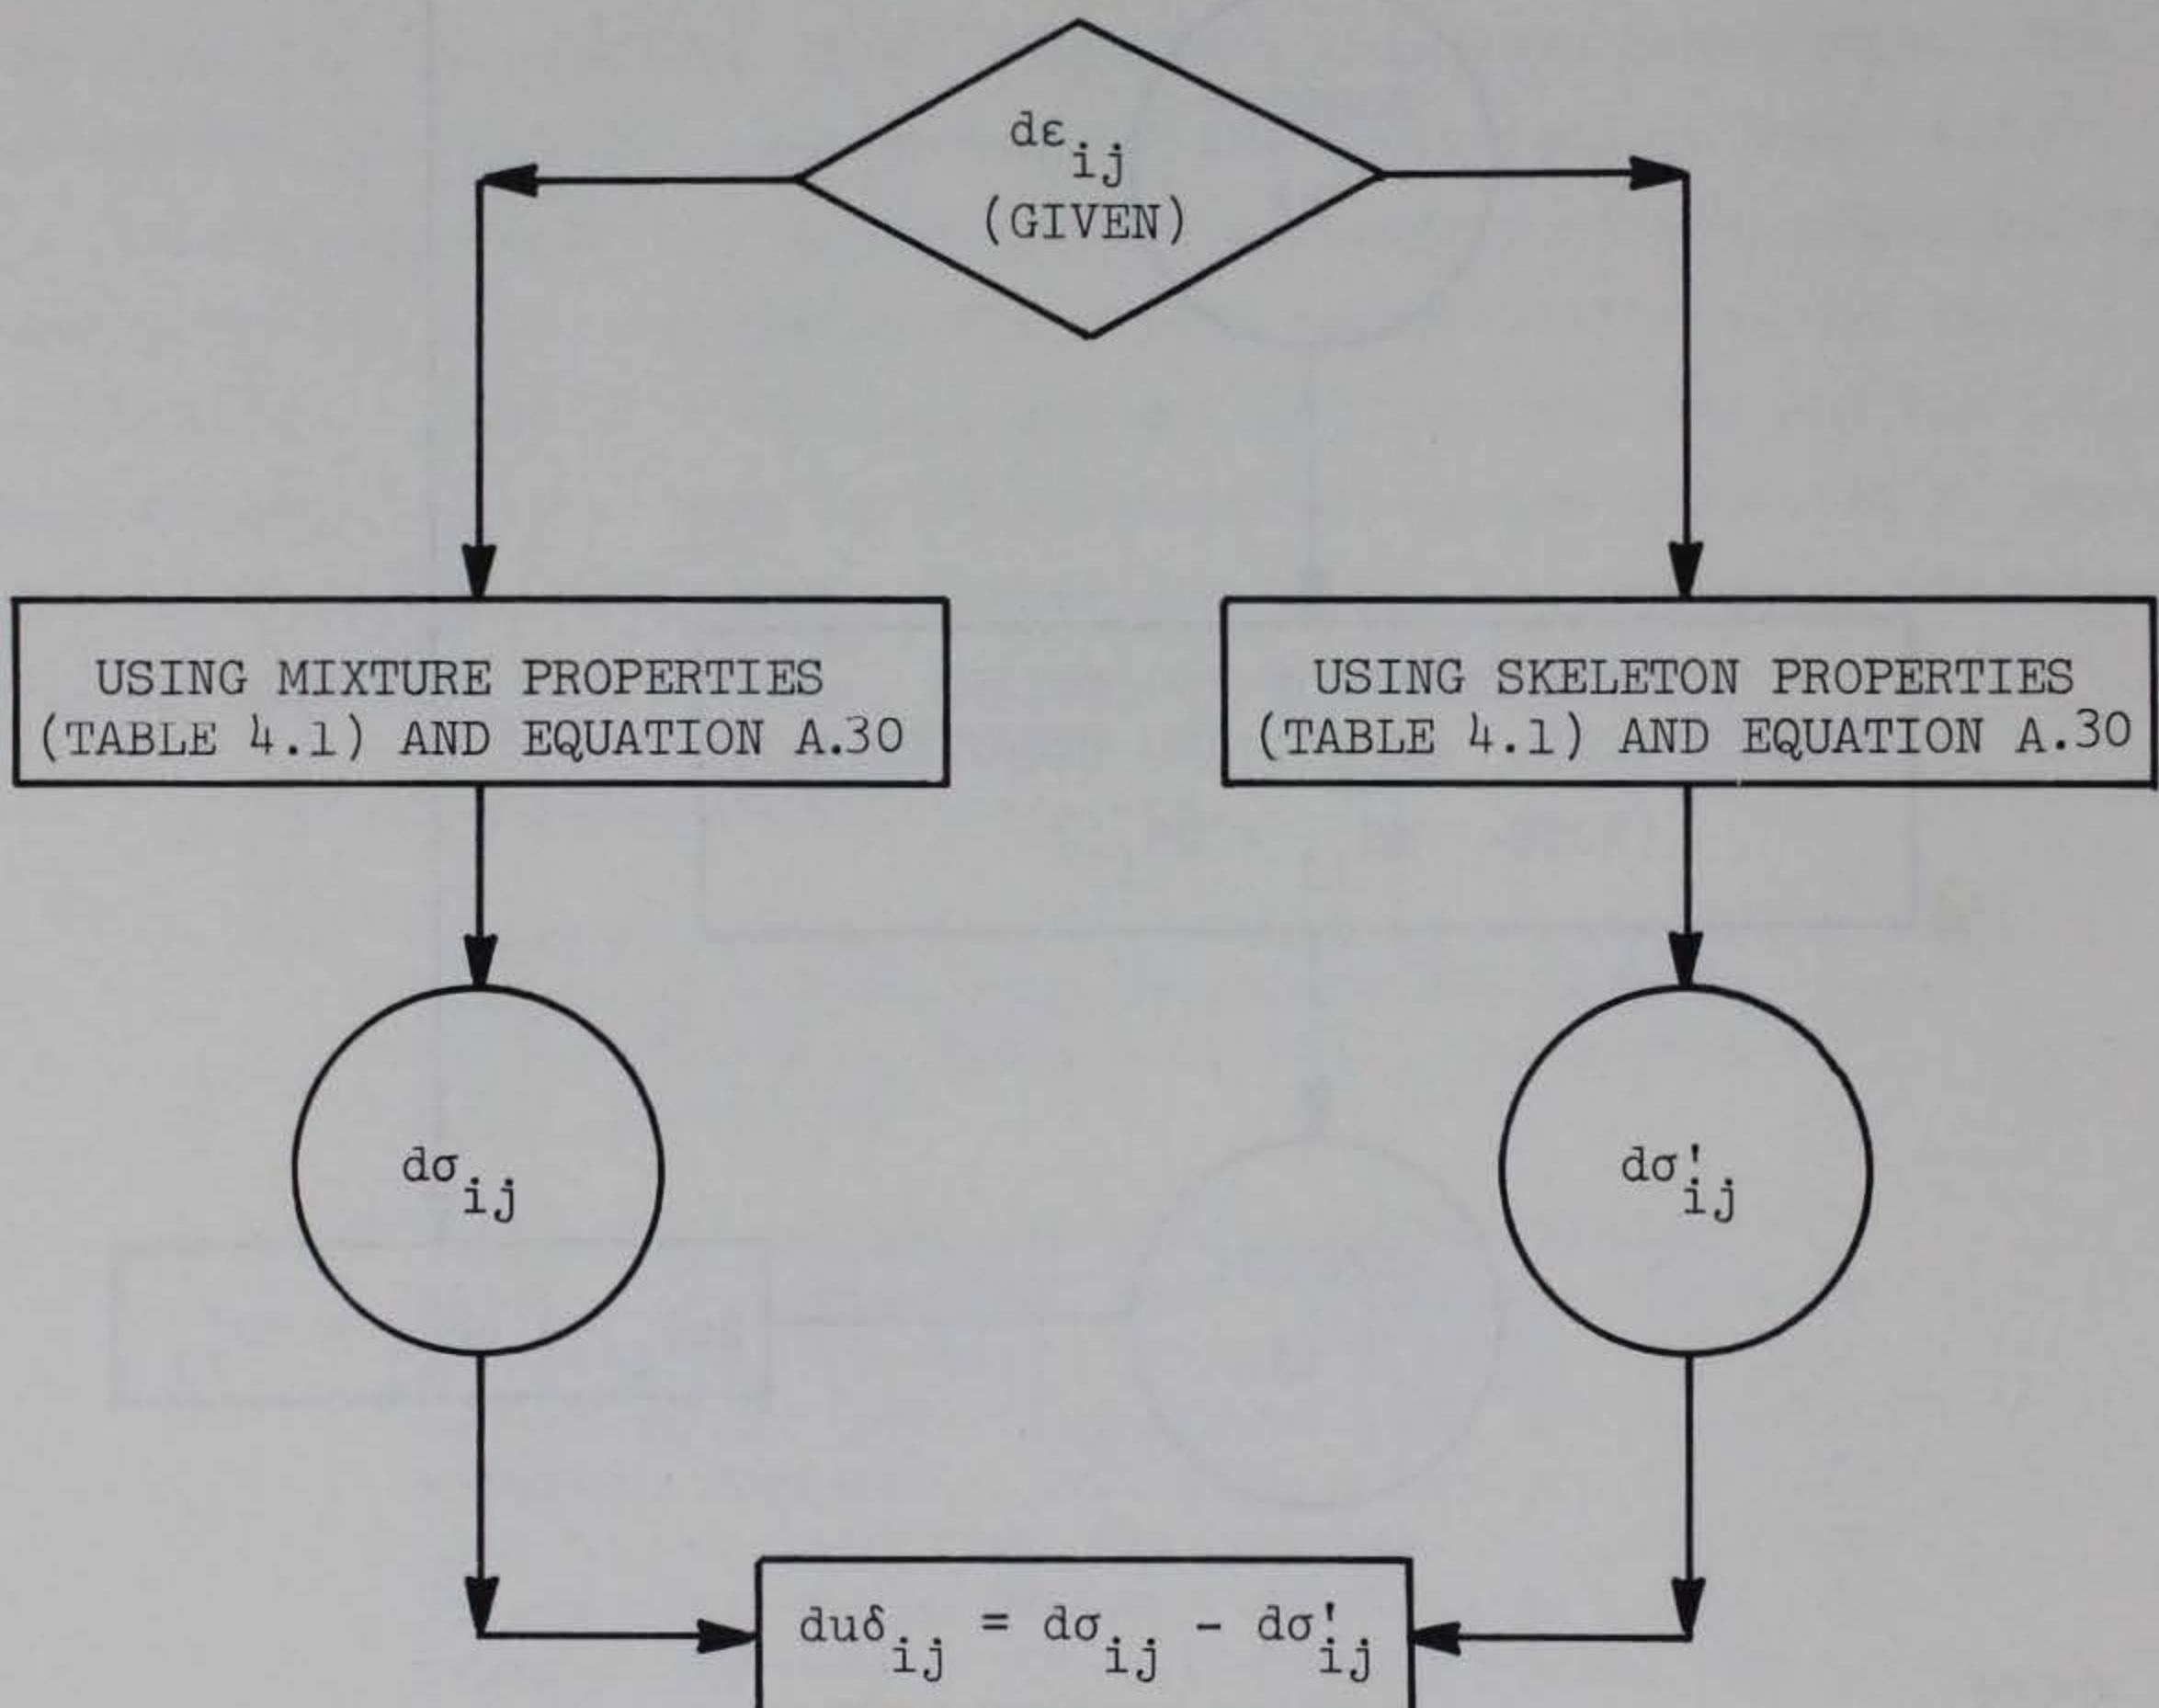 dε_ij
(GIVEN)
USING MIXTURE PROPERTIES
(TABLE 4.1) AND EQUATION A.30
USING SKELETON PROPERTIES
(TABLE 4.1) AND EQUATION A.30
dσ_ij
dσ'_ij
duδ_ij = dσ_ij - dσ'_ij